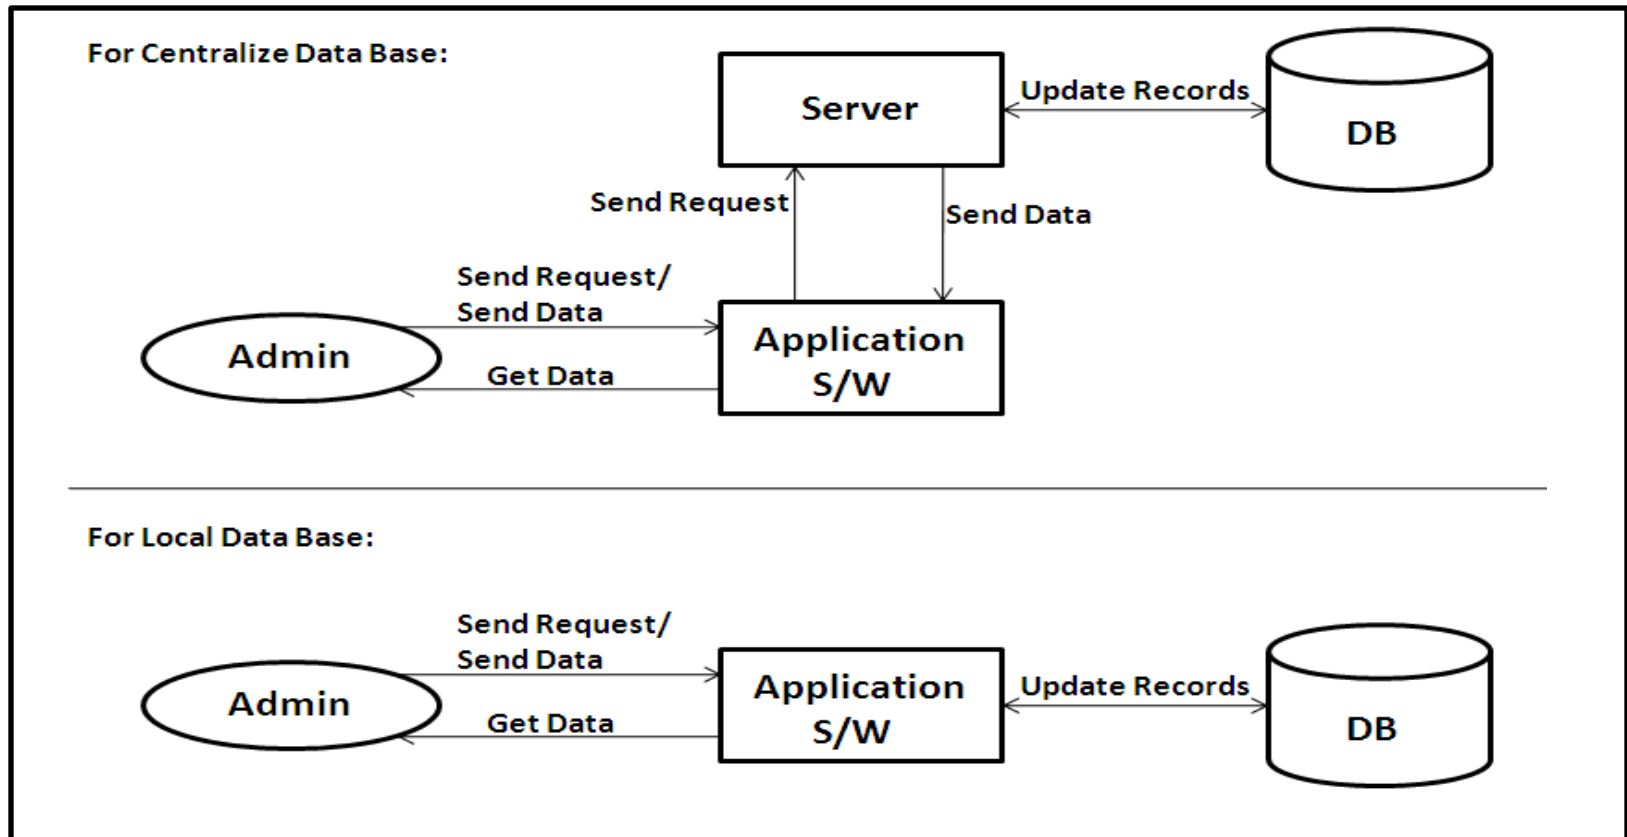 For Centralize Data Base:
Server
Update Records
DB
Send Request
Send Data
Send Request/
Send Data
Admin
Get Data
Application
S/W
For Local Data Base:
Send Request/
Send Data
Admin
Get Data
Application
S/W
Update Records
DB